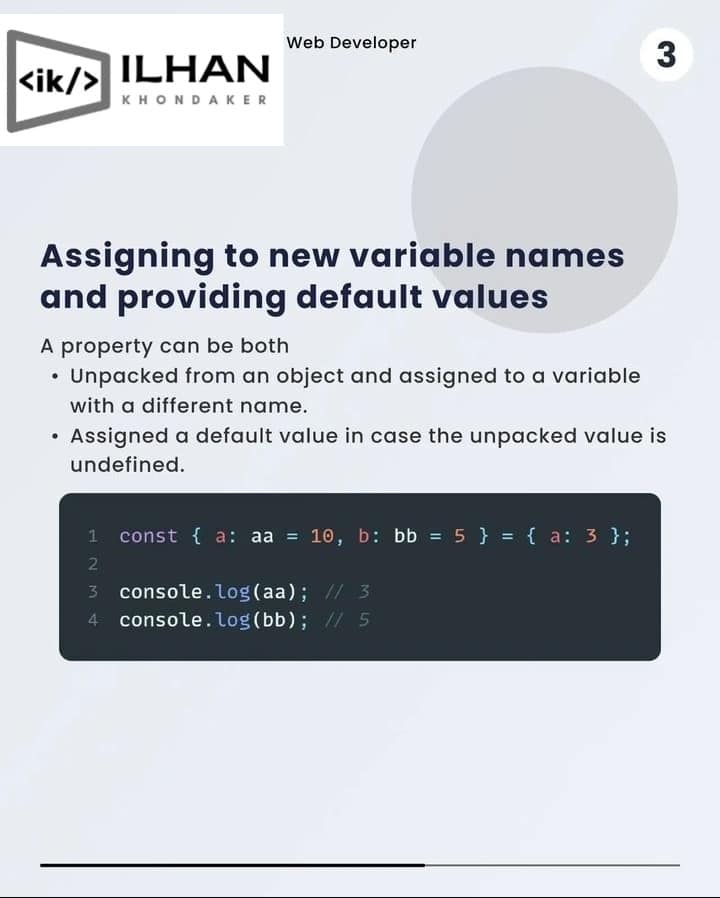 <ik/> ILHAN
KHONDAKER
Web Developer
3
Assigning to new variable names
and providing default values
A property can be both
• Unpacked from an object and assigned to a variable
with a different name.
• Assigned a default value in case the unpacked value is
undefined.
1 const { a: aa = 10, b: bb = 5 } = { a: 3 };
2
3 console.log(aa); // 3
4 console.log(bb); // 5